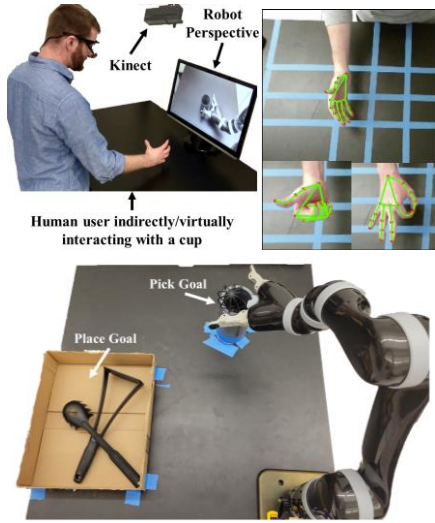 Robot
Perspective
Kinect
Human user indirectly/virtually
interacting with a cup
Pick Goal
Place Goal